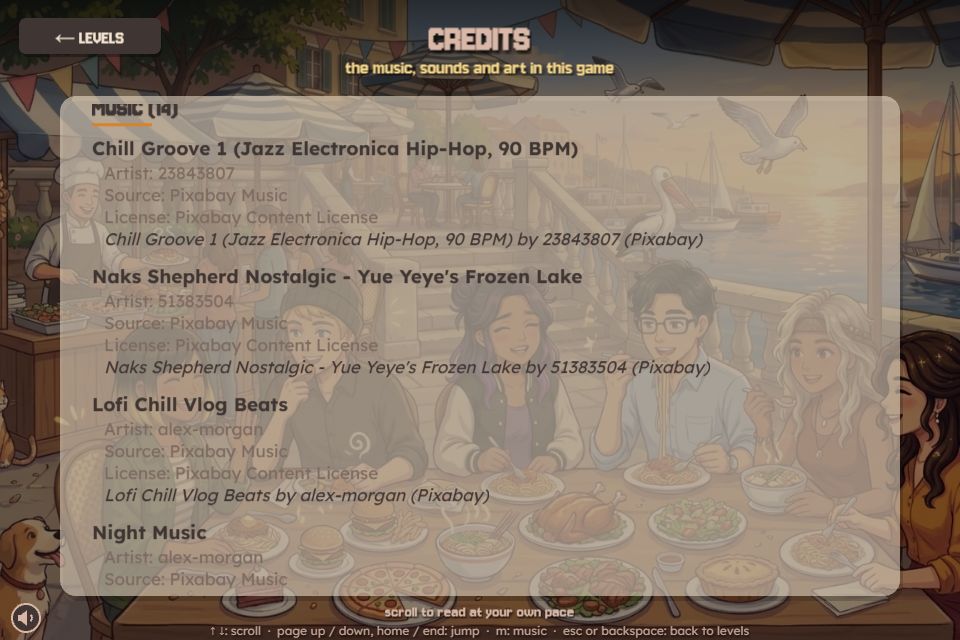 ← LEVELS
CREDITS
the music, sounds and art in this game
MUSIC (14)
Chill Groove 1 (Jazz Electronica Hip-Hop, 90 BPM)
Artist: 23843807
Source: Pixabay Music
License: Pixabay Content License
Chill Groove 1 (Jazz Electronica Hip-Hop, 90 BPM) by 23843807 (Pixabay)
Naks Shepherd Nostalgic - Yue Yeye's Frozen Lake
Artist: 51383504
Source: Pixabay Music
License: Pixabay Content License
Naks Shepherd Nostalgic - Yue Yeye's Frozen Lake by 51383504 (Pixabay)
Lofi Chill Vlog Beats
Artist: alex-morgan
Source: Pixabay Music
License: Pixabay Content License
Lofi Chill Vlog Beats by alex-morgan (Pixabay)
Night Music
Artist: alex-morgan
Source: Pixabay Music
scroll to read at your own pace
↑ ↓: scroll · page up / down, home / end: jump · m: music · esc or backspace: back to levels